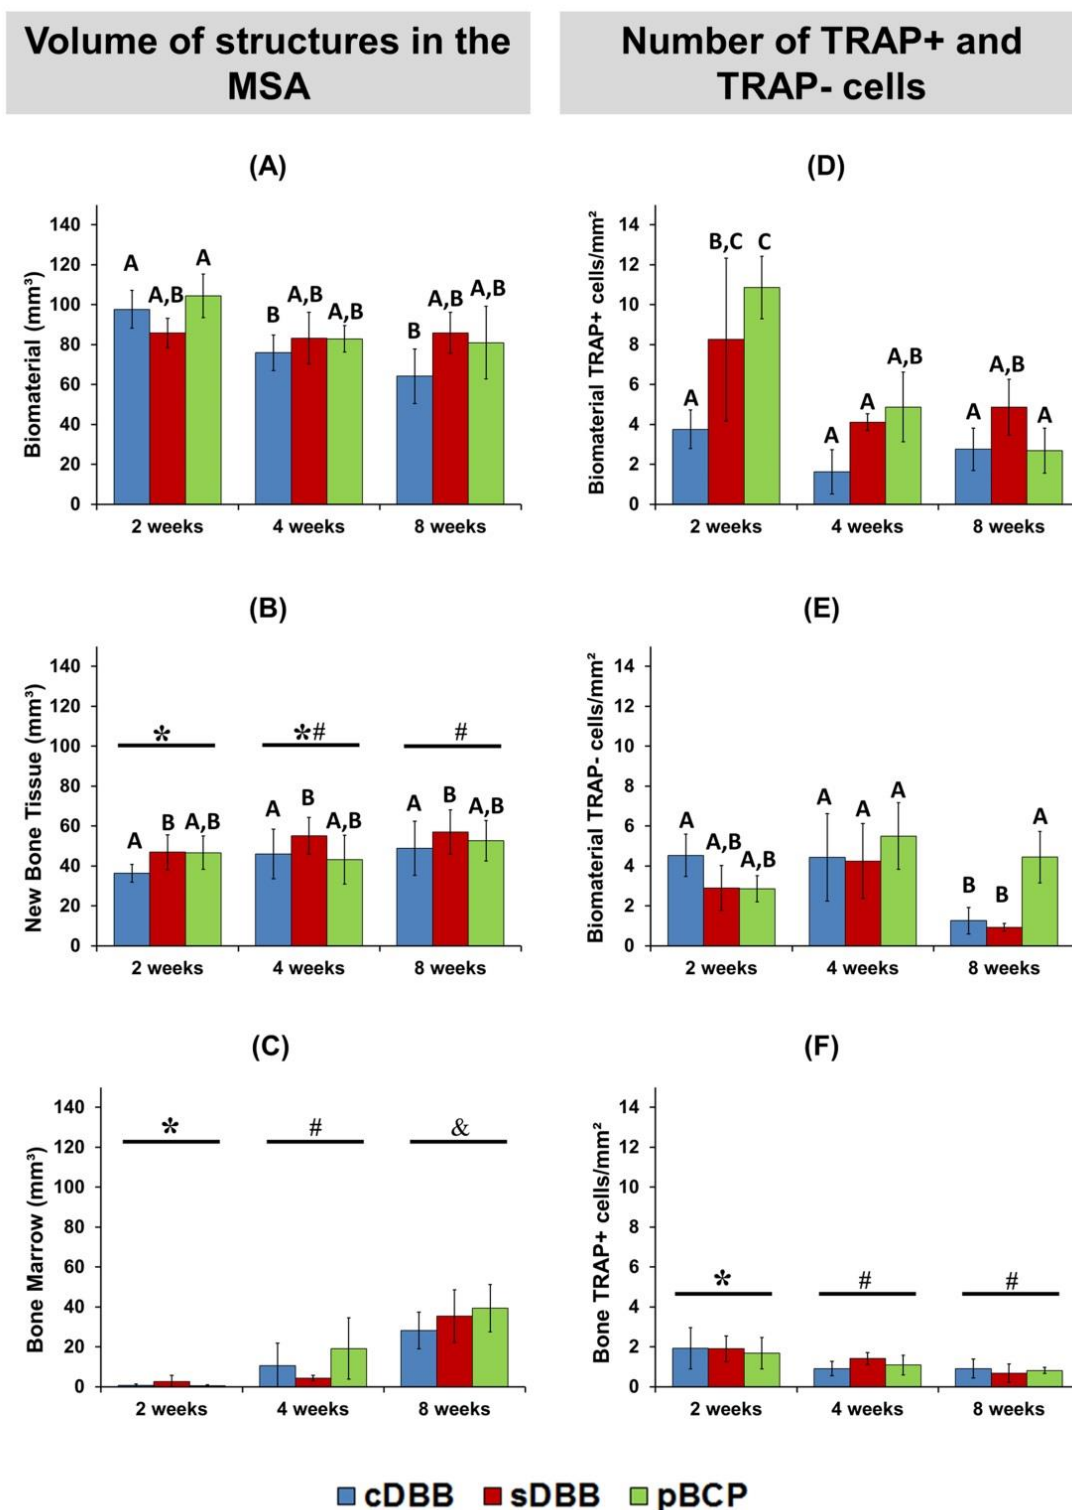 Volume of structures in the
MSA
Number of TRAP+ and
TRAP- cells
(A)
Biomaterial (mm³)
140
120
100
80
60
40
20
0
A
A,B
A
B
A,B
A,B
B
A,B
A,B
2 weeks
4 weeks
8 weeks
(D)
Biomaterial TRAP+ cells/mm²
14
12
10
8
6
4
2
0
A
B,C
C
A
A
A,B
A
A,B
A
2 weeks
4 weeks
8 weeks
(B)
New Bone Tissue (mm³)
140
120
100
80
60
40
20
0
*
*#
#
A
B
A,B
A
B
A,B
A
B
A,B
2 weeks
4 weeks
8 weeks
(E)
Biomaterial TRAP- cells/mm²
14
12
10
8
6
4
2
0
A
A,B
A,B
A
A
A
B
B
A
2 weeks
4 weeks
8 weeks
(C)
Bone Marrow (mm³)
140
120
100
80
60
40
20
0
*
#
&
2 weeks
4 weeks
8 weeks
(F)
Bone TRAP+ cells/mm²
14
12
10
8
6
4
2
0
*
#
#
2 weeks
4 weeks
8 weeks
cDBB sDBB pBCP